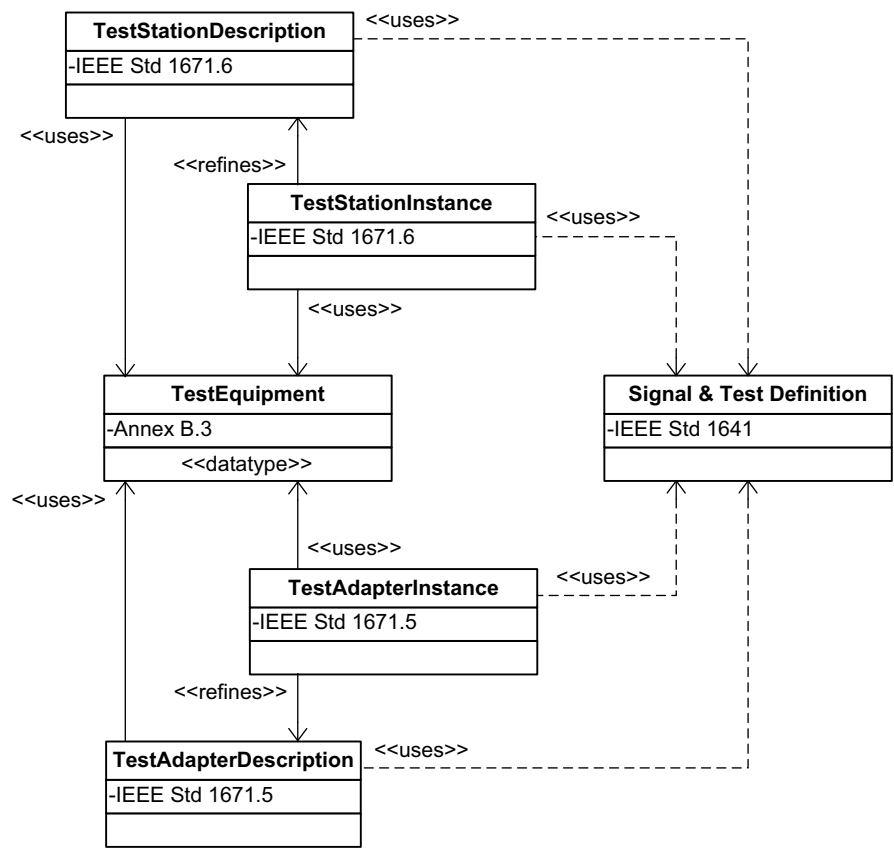 <<uses>>
TestStationDescription
-IEEE Std 1671.6
<<uses>>
<<refines>>
TestStationInstance
<<uses>>
-IEEE Std 1671.6
<<uses>>
TestEquipment
-Annex B.3
<<datatype>>
Signal & Test Definition
-IEEE Std 1641
<<uses>>
<<uses>>
TestAdapterInstance
<<uses>>
-IEEE Std 1671.5
<<refines>>
TestAdapterDescription
<<uses>>
-IEEE Std 1671.5